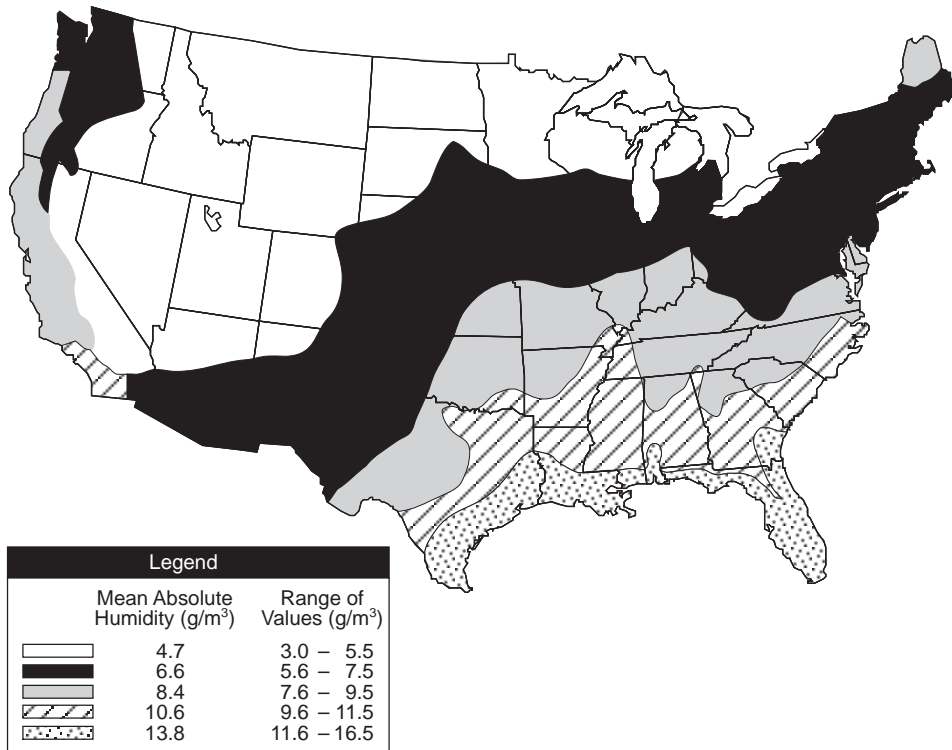 Legend
Mean Absolute Humidity (g/m³) Range of Values (g/m³)
4.7 3.0 – 5.5
6.6 5.6 – 7.5
8.4 7.6 – 9.5
10.6 9.6 – 11.5
13.8 11.6 – 16.5